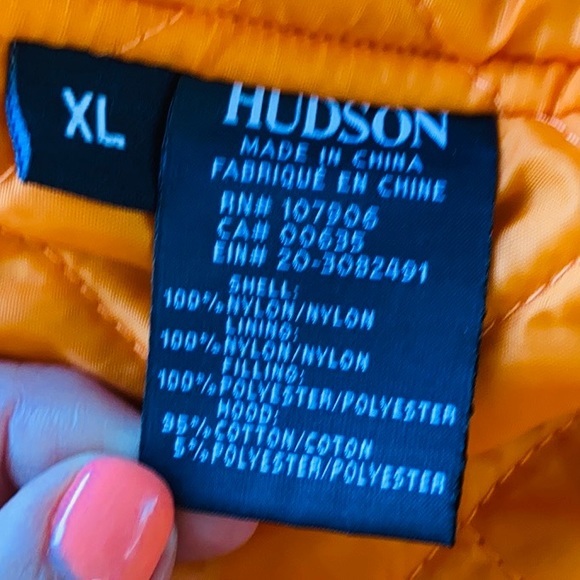 XL
HUDSON
MADE IN CHINA
FABRIQUÉ EN CHINE
RN# 107906
CA# 00635
EIN# 20-3082491
SHELL:
100% NYLON/NYLON
LINING:
100% NYLON/NYLON
FILLING:
100% POLYESTER/POLYESTER
HOOD:
95% COTTON/COTON
5% POLYESTER/POLYESTER